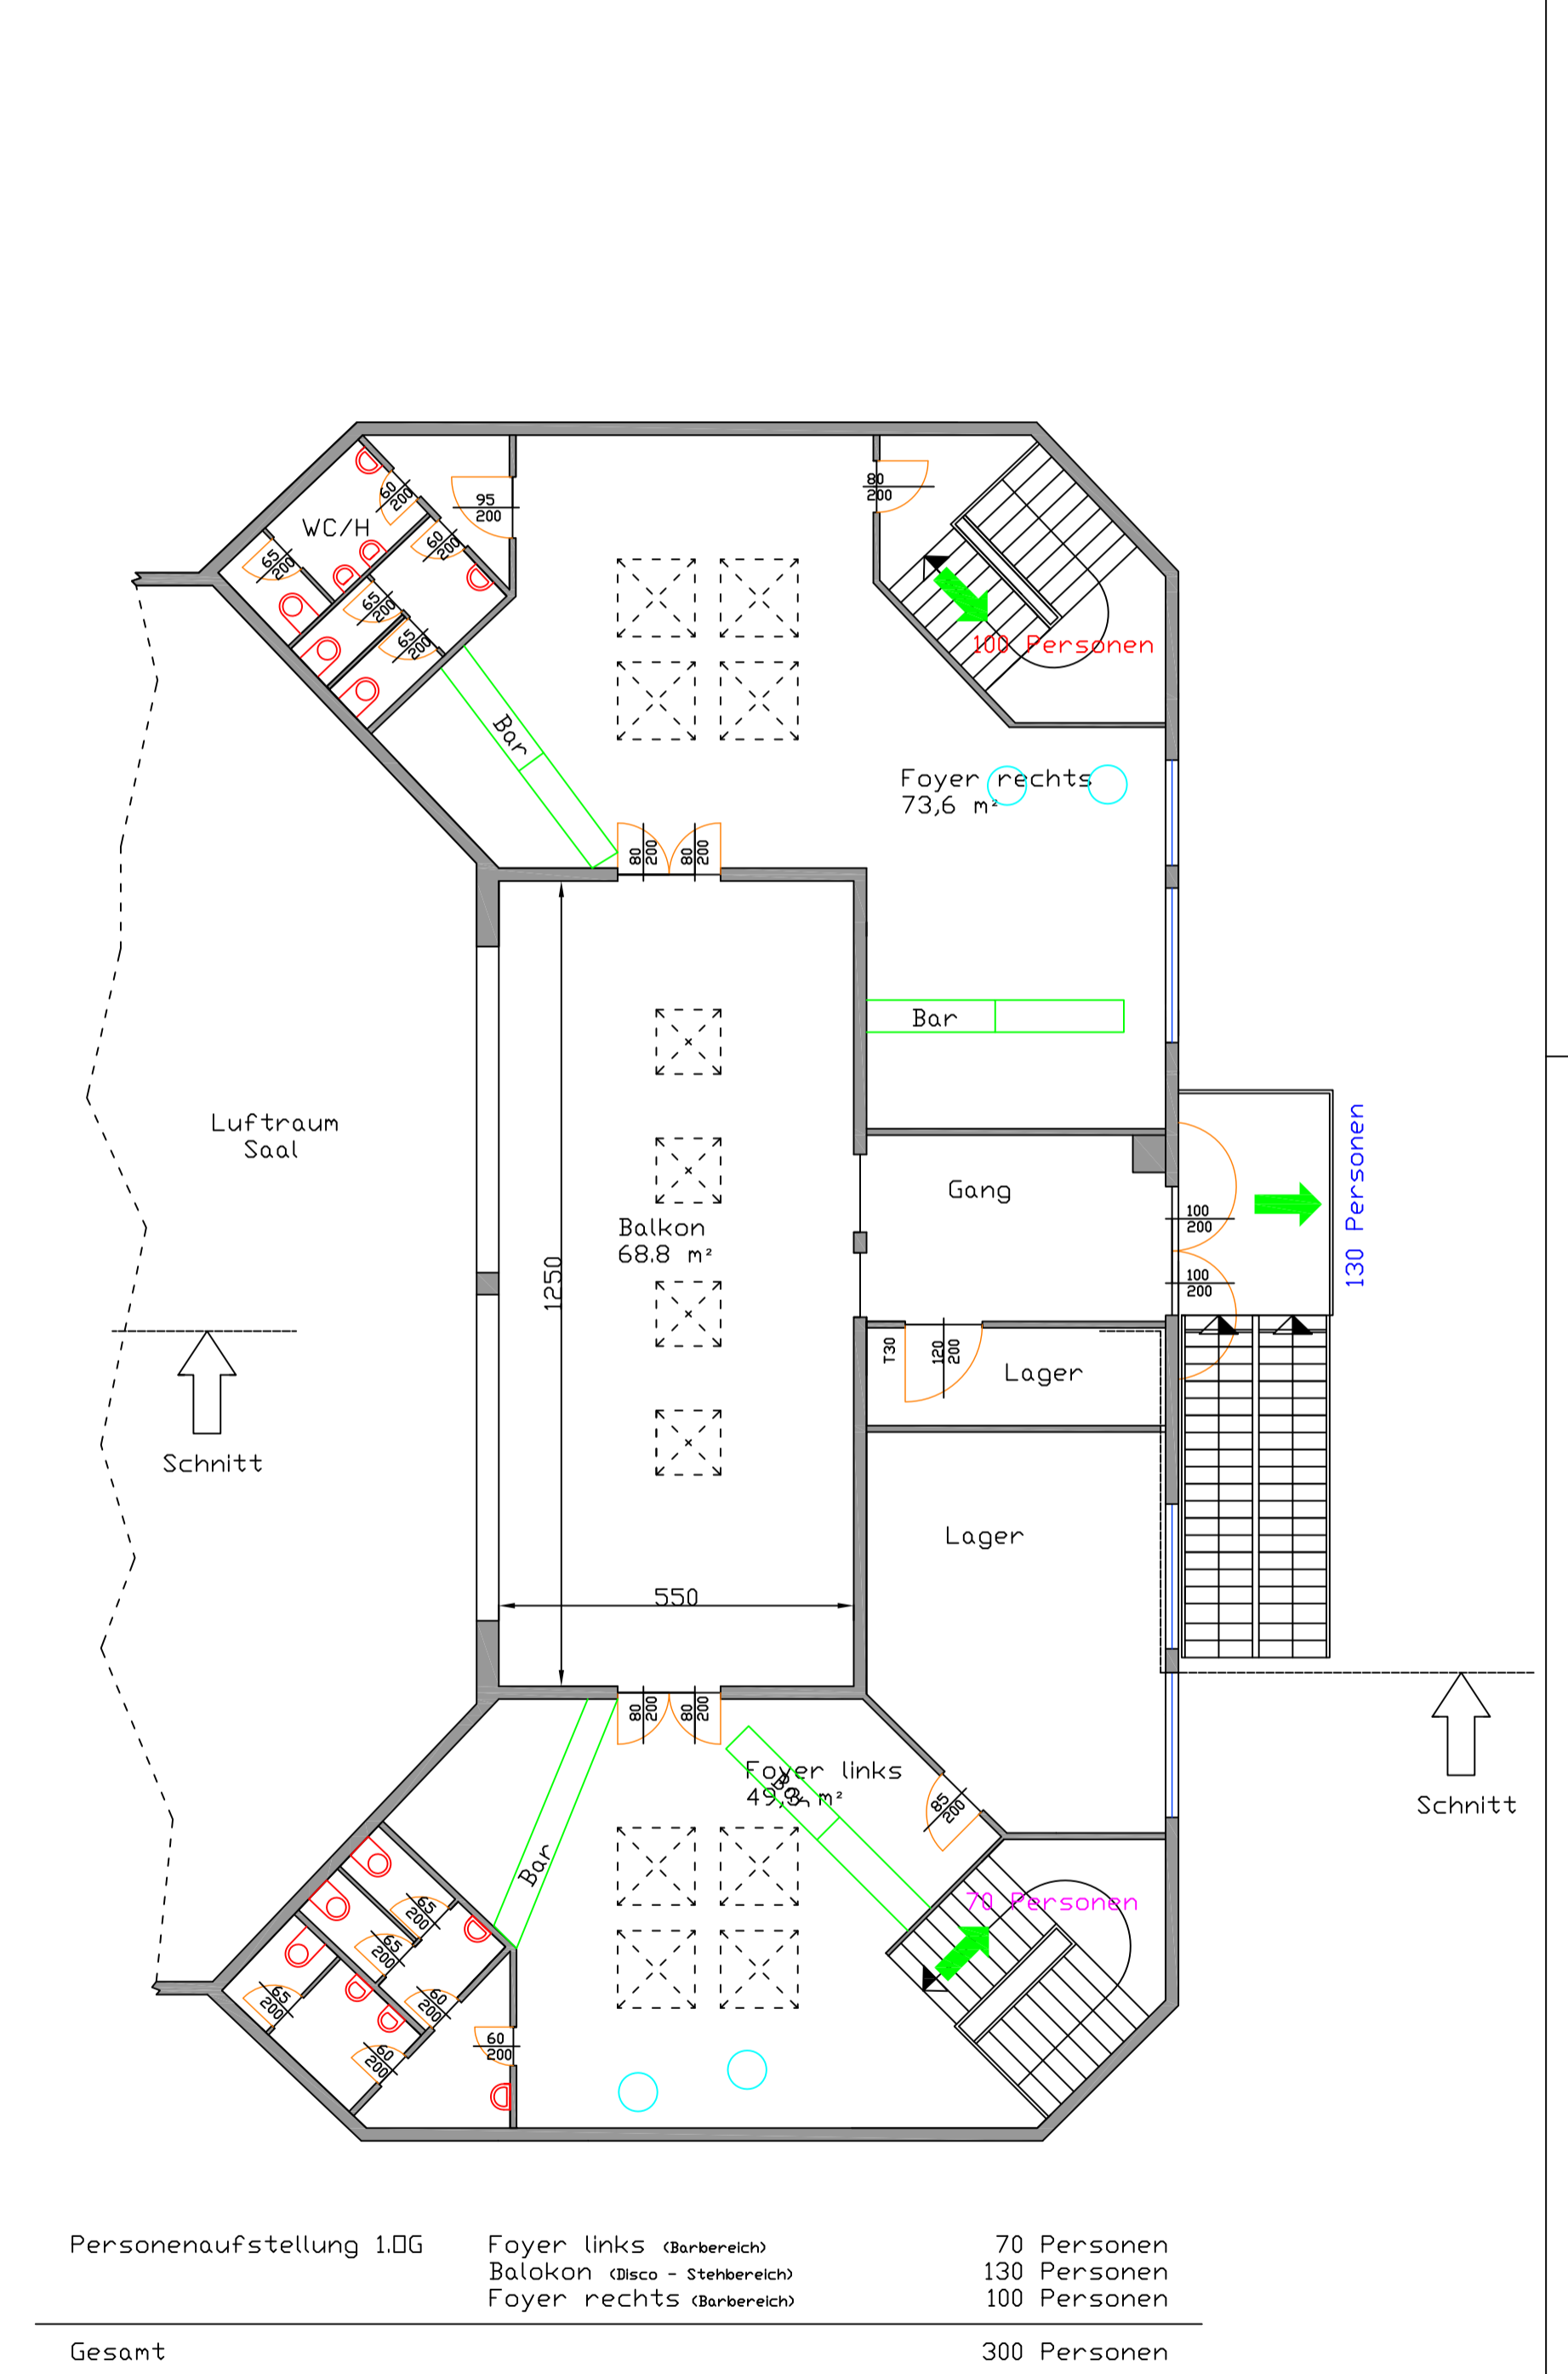 95
200
80
200
60
200
WC/H
60
200
65
200
65
200
65
200
100 Personen
Bar
Foyer rechts
73,6 m²
80
200
80
200
Bar
Luftraum
Saal
130 Personen
Gang
100
200
Balkon
68.8 m²
1250
100
200
T30
120
200
Lager
Schnitt
Lager
550
80
200
80
200
Foyer links
49,9 m²
Bar
85
200
Schnitt
Bar
70 Personen
65
200
65
200
65
200
60
200
60
200
60
200
Personenaufstellung 1.OG Foyer links (Barbereich) 70 Personen
Balokon (Disco - Stehbereich) 130 Personen
Foyer rechts (Barbereich) 100 Personen
Gesamt 300 Personen